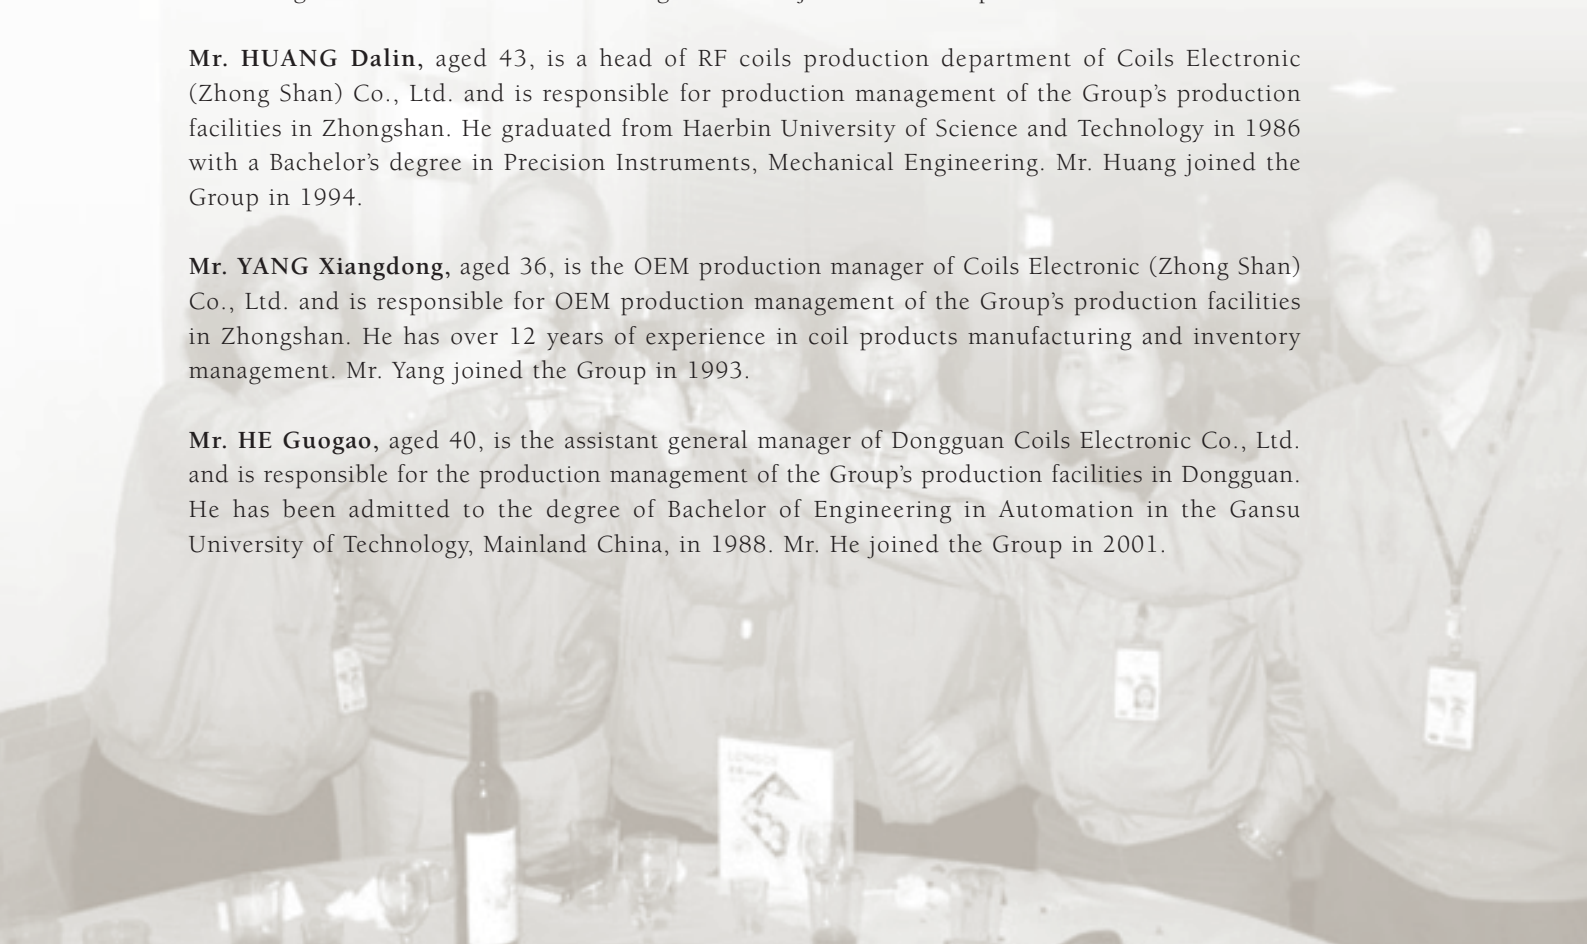 Mr. HUANG Dalin, aged 43, is a head of RF coils production department of Coils Electronic
(Zhong Shan) Co., Ltd. and is responsible for production management of the Group's production
facilities in Zhongshan. He graduated from Haerbin University of Science and Technology in 1986
with a Bachelor's degree in Precision Instruments, Mechanical Engineering. Mr. Huang joined the
Group in 1994.
Mr. YANG Xiangdong, aged 36, is the OEM production manager of Coils Electronic (Zhong Shan)
Co., Ltd. and is responsible for OEM production management of the Group's production facilities
in Zhongshan. He has over 12 years of experience in coil products manufacturing and inventory
management. Mr. Yang joined the Group in 1993.
Mr. HE Guogao, aged 40, is the assistant general manager of Dongguan Coils Electronic Co., Ltd.
and is responsible for the production management of the Group's production facilities in Dongguan.
He has been admitted to the degree of Bachelor of Engineering in Automation in the Gansu
University of Technology, Mainland China, in 1988. Mr. He joined the Group in 2001.